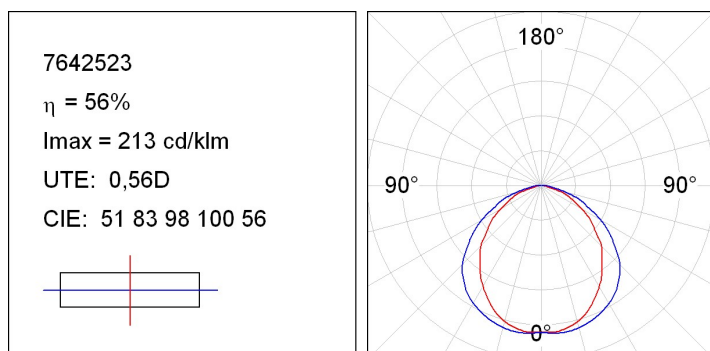 7642523
η = 56%
Imax = 213 cd/klm
UTE: 0,56D
CIE: 51 83 98 100 56
180°
90° 90°
0°